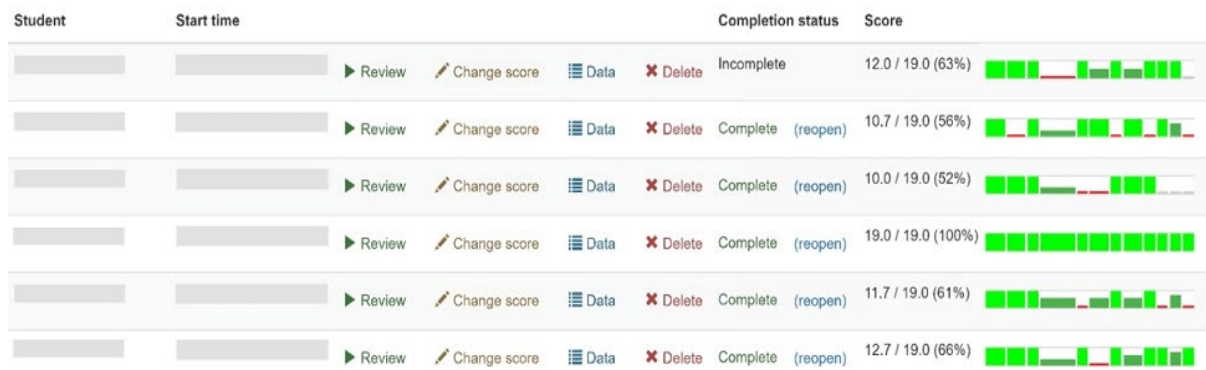 Student Start time Completion status Score
Review Change score Data Delete Incomplete 12.0 / 19.0 (63%)
Review Change score Data Delete Complete (reopen) 10.7 / 19.0 (56%)
Review Change score Data Delete Complete (reopen) 10.0 / 19.0 (52%)
Review Change score Data Delete Complete (reopen) 19.0 / 19.0 (100%)
Review Change score Data Delete Complete (reopen) 11.7 / 19.0 (61%)
Review Change score Data Delete Complete (reopen) 12.7 / 19.0 (66%)